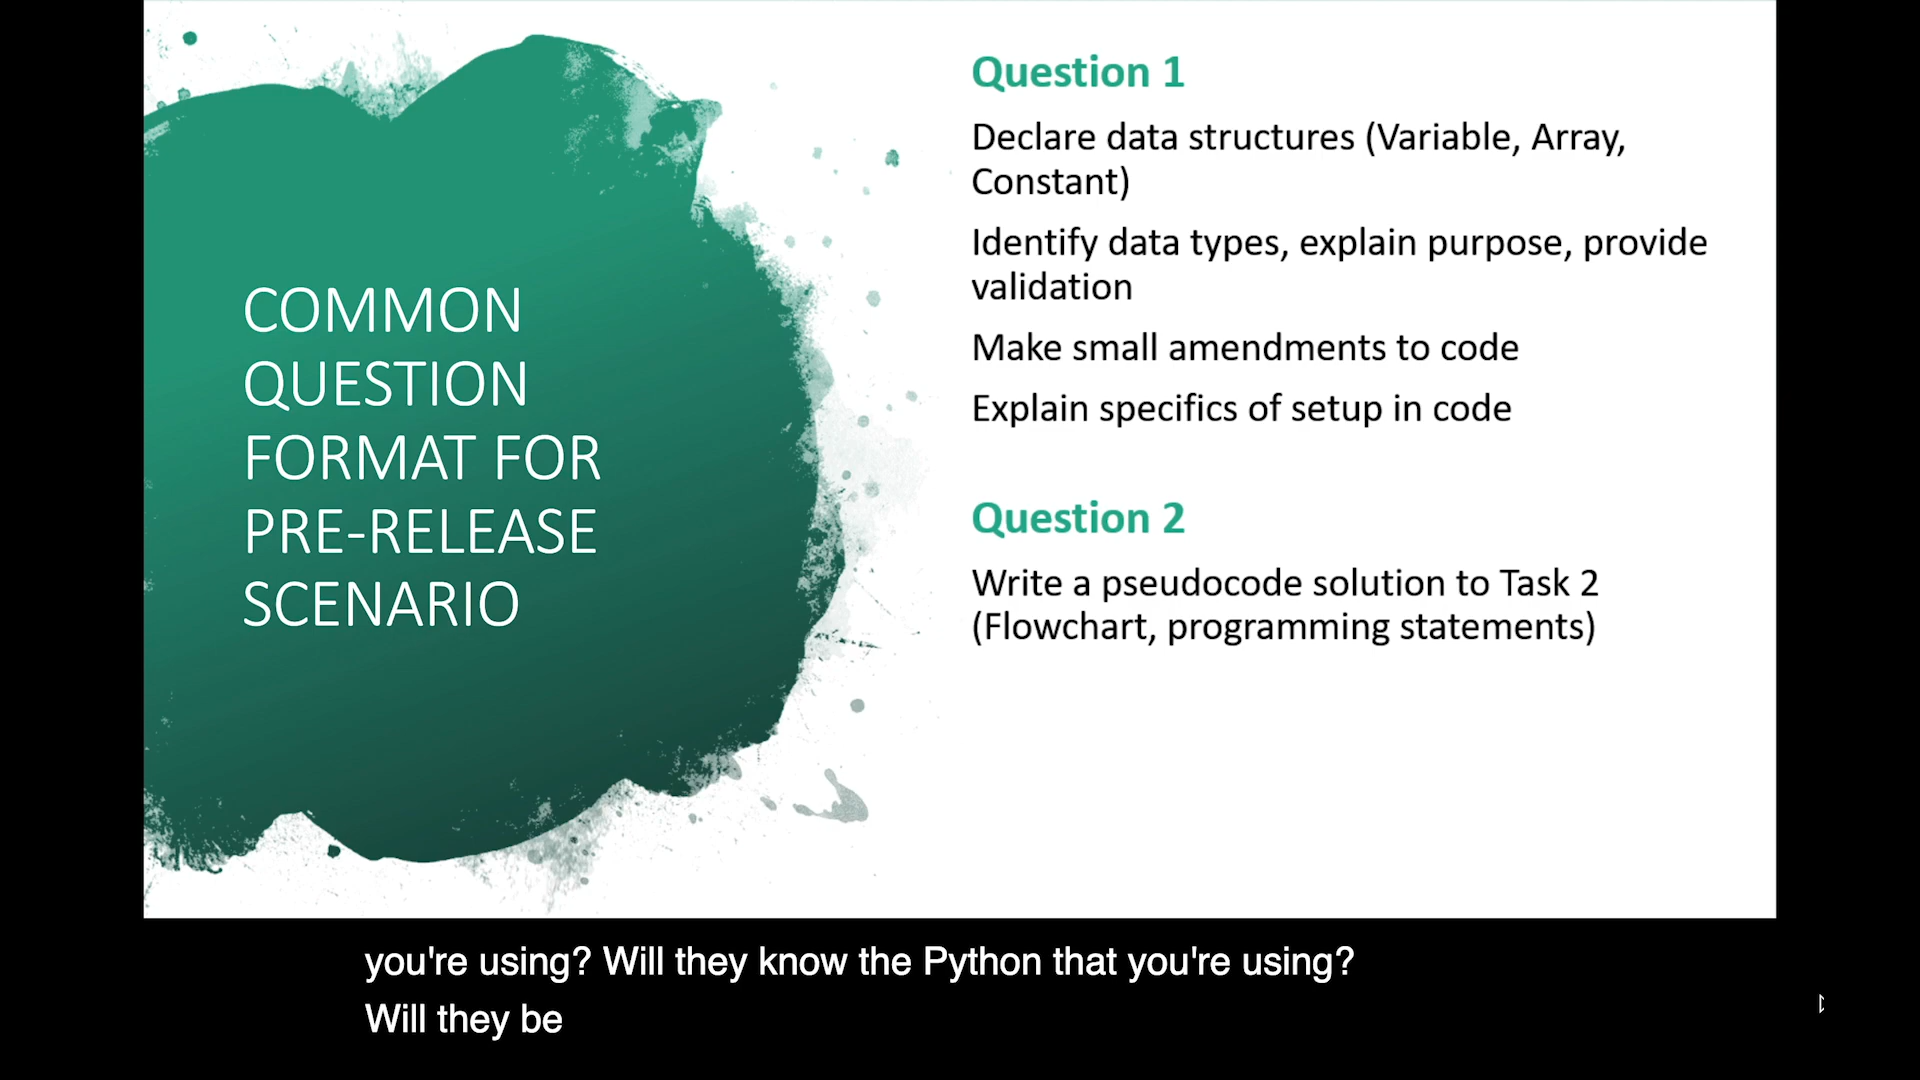 COMMON
QUESTION
FORMAT FOR
PRE-RELEASE
SCENARIO
Question 1
Declare data structures (Variable, Array,
Constant)
Identify data types, explain purpose, provide
validation
Make small amendments to code
Explain specifics of setup in code
Question 2
Write a pseudocode solution to Task 2
(Flowchart, programming statements)
you're using? Will they know the Python that you're using?
Will they be